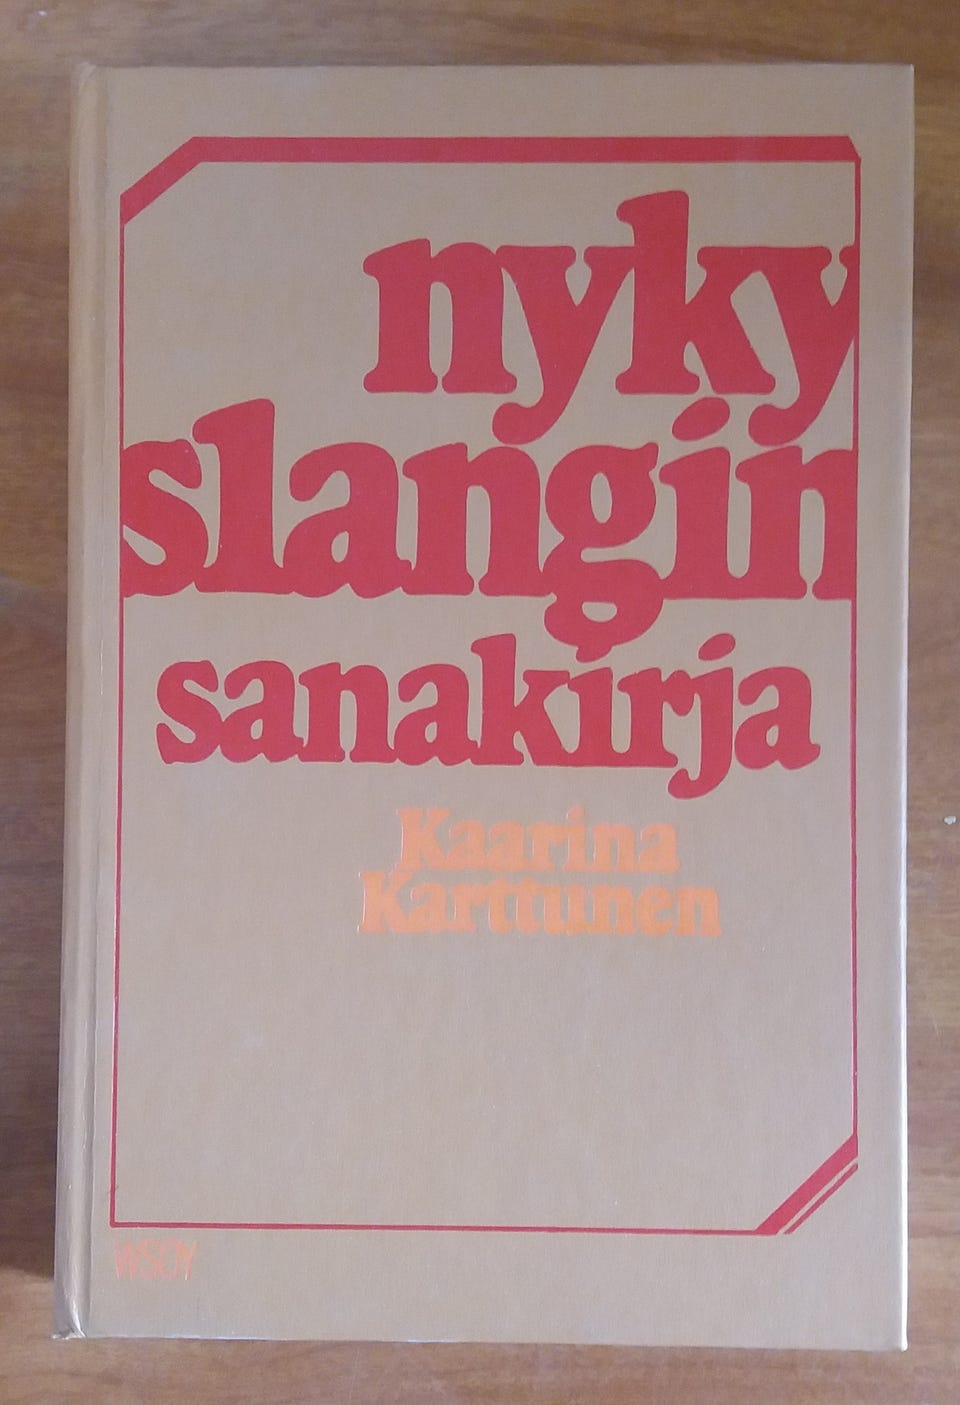 nyky
slangin
sanakirja
Kaarina
Karttunen
WSOY